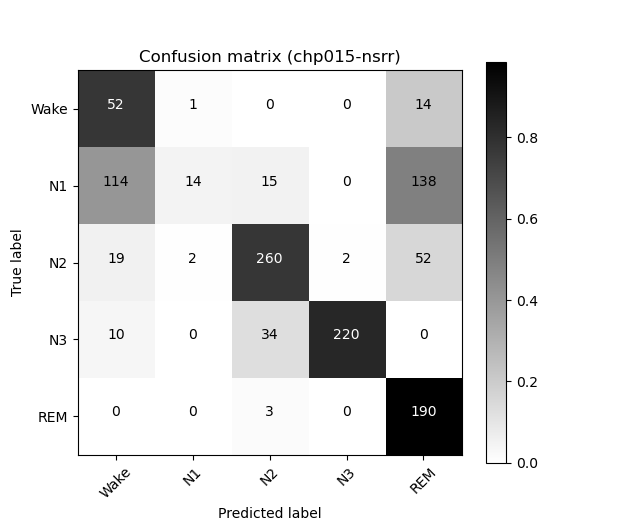 Confusion matrix (chp015-nsrr)
True label
Wake 52 1 0 0 14
N1 114 14 15 0 138
N2 19 2 260 2 52
N3 10 0 34 220 0
REM 0 0 3 0 190
Wake N1 N2 N3 REM
Predicted label
0.8
0.6
0.4
0.2
0.0